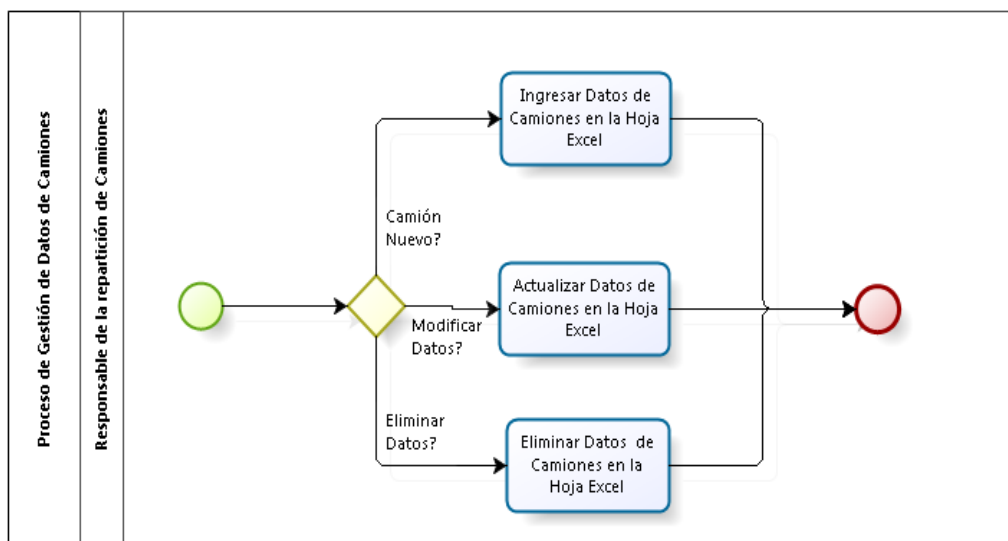 Proceso de Gestión de Datos de Camiones
Responsable de la repartición de Camiones
Ingresar Datos de
Camiones en la Hoja
Excel
Camión
Nuevo?
Actualizar Datos de
Camiones en la Hoja
Excel
Modificar
Datos?
Eliminar
Datos?
Eliminar Datos de
Camiones en la
Hoja Excel